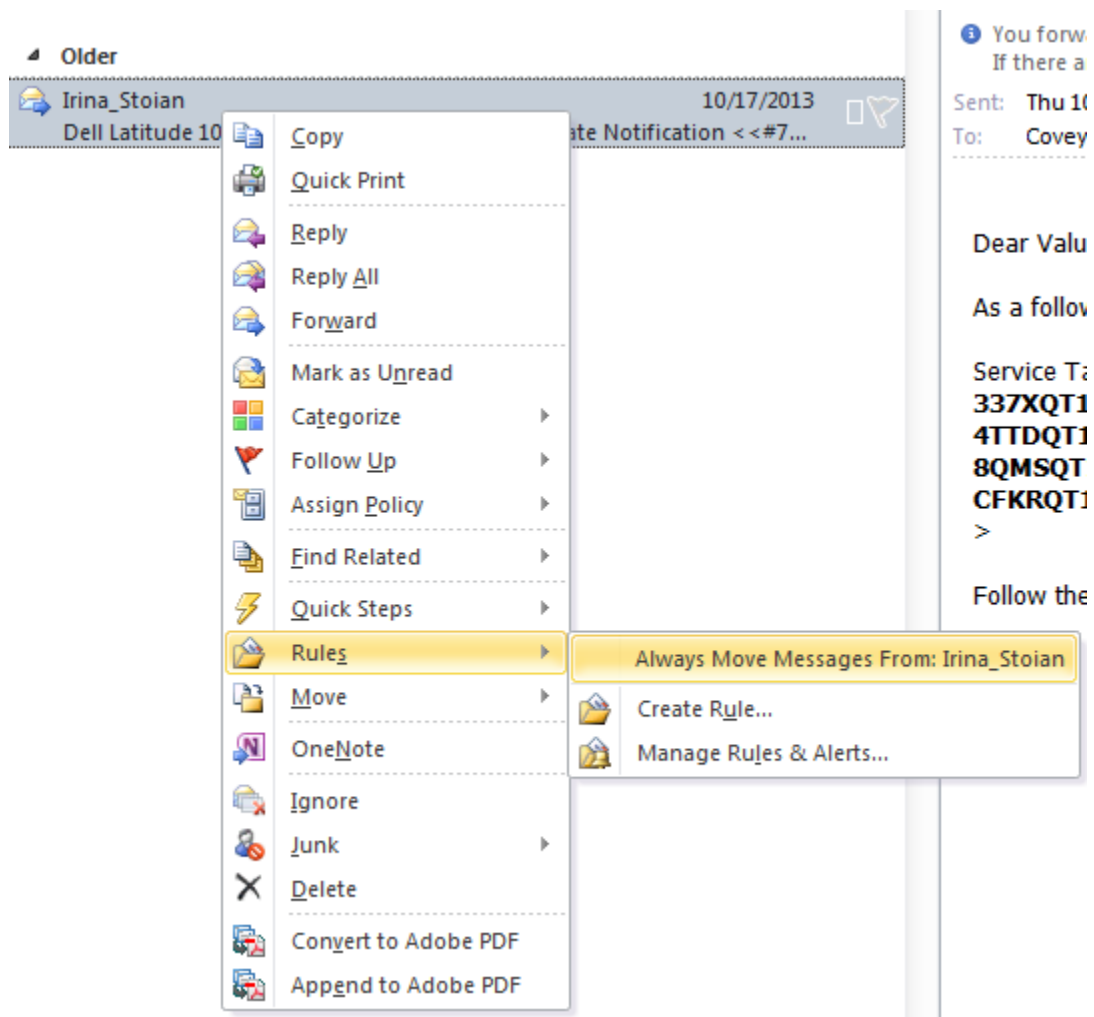 Older
Irina_Stoian 10/17/2013
Dell Latitude 10 ate Notification <<#7...
Copy
Quick Print
Reply
Reply All
Forward
Mark as Unread
Categorize
Follow Up
Assign Policy
Find Related
Quick Steps
Rules
Move
OneNote
Ignore
Junk
Delete
Convert to Adobe PDF
Append to Adobe PDF
Always Move Messages From: Irina_Stoian
Create Rule...
Manage Rules & Alerts...
You forw
If there a
Sent: Thu 10
To: Covey
Dear Valu
As a follow
Service Ta
337XQT1
4TTDQT1
8QMSQT
CFKRQT1
>
Follow the